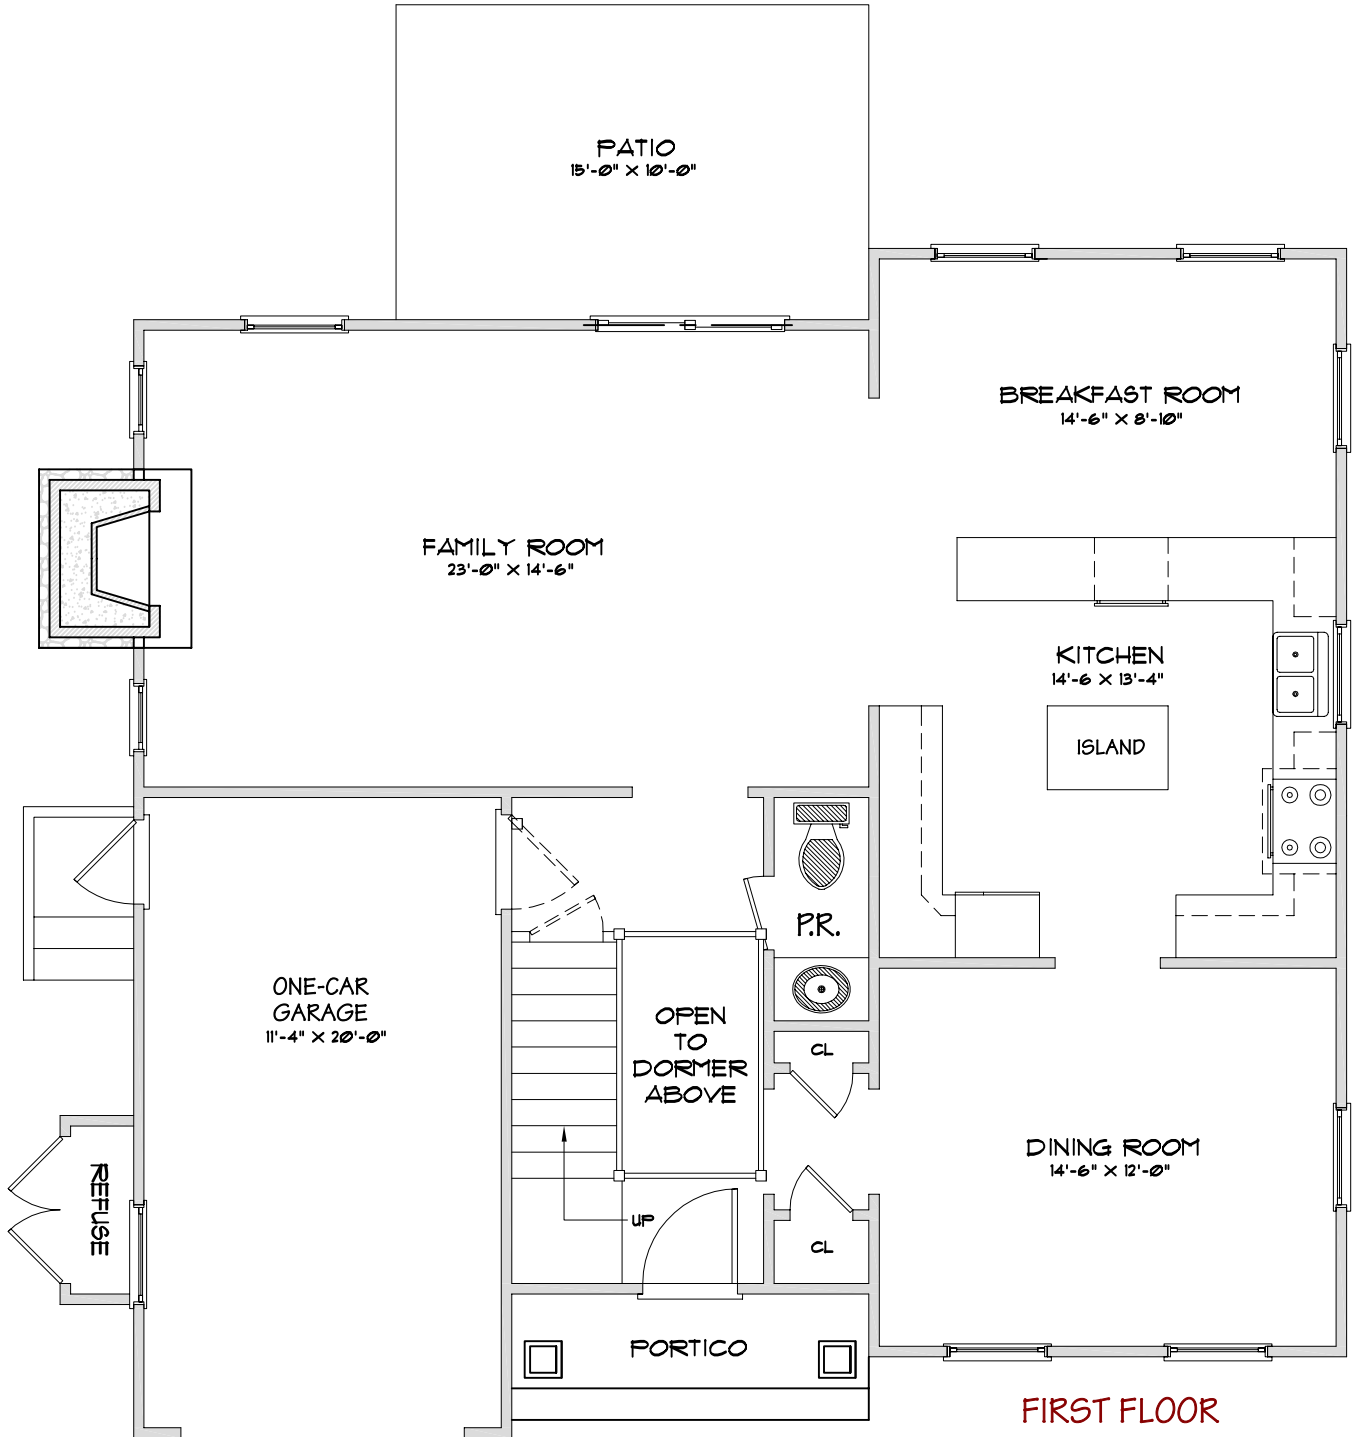 PATIO
15'-0" X 10'-0"
BREAKFAST ROOM
14'-6" X 8'-10"
FAMILY ROOM
23'-0" X 14'-6"
KITCHEN
14'-6 X 13'-4"
ISLAND
P.R.
ONE-CAR
GARAGE
11'-4" X 20'-0"
OPEN
TO
DORMER
ABOVE
CL
DINING ROOM
14'-6" X 12'-0"
REFUSE
UP
CL
PORTICO
FIRST FLOOR